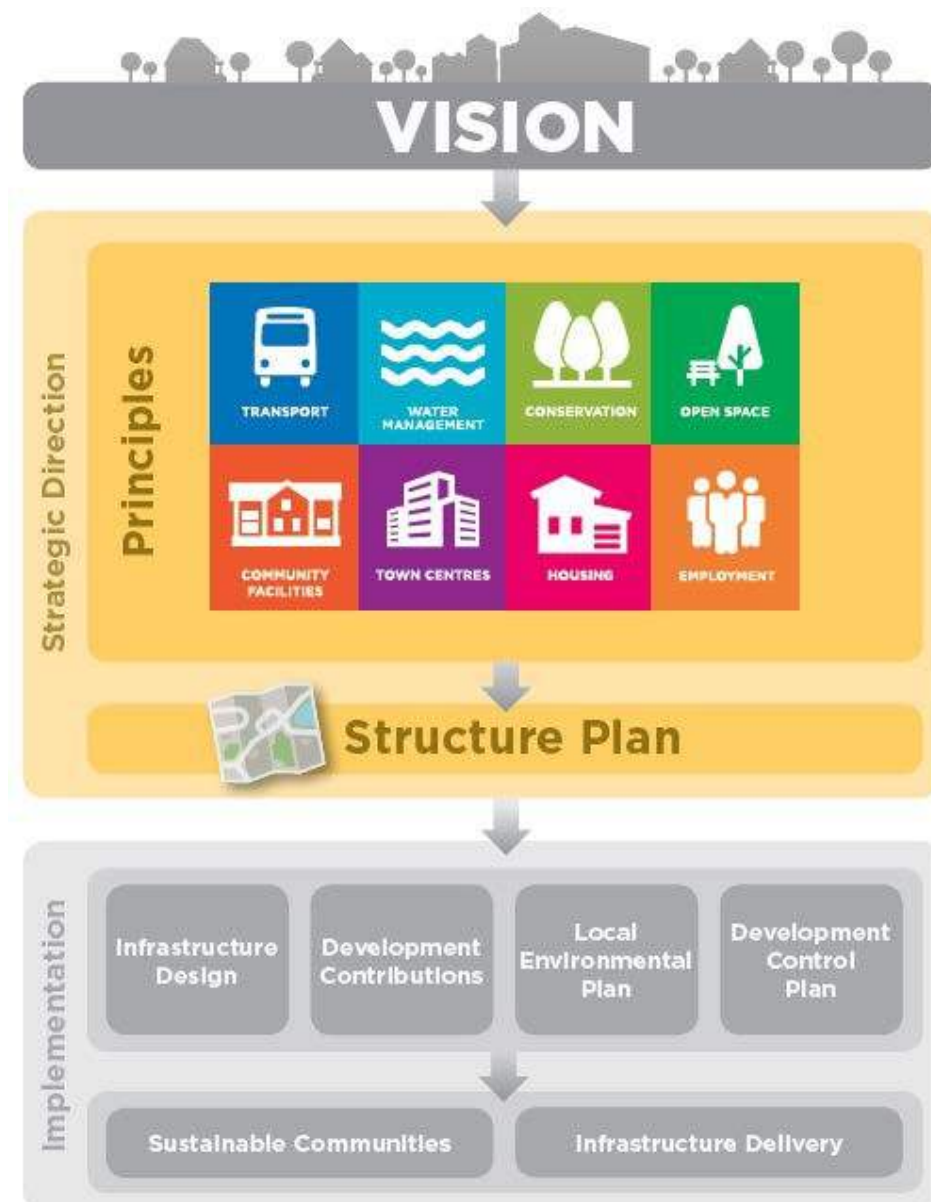 VISION
Strategic Direction
Principles
TRANSPORT
WATER
MANAGEMENT
CONSERVATION
OPEN SPACE
COMMUNITY
FACILITIES
TOWN CENTRES
HOUSING
EMPLOYMENT
Structure Plan
Implementation
Infrastructure
Design
Development
Contributions
Local
Environmental
Plan
Development
Control
Plan
Sustainable Communities
Infrastructure Delivery